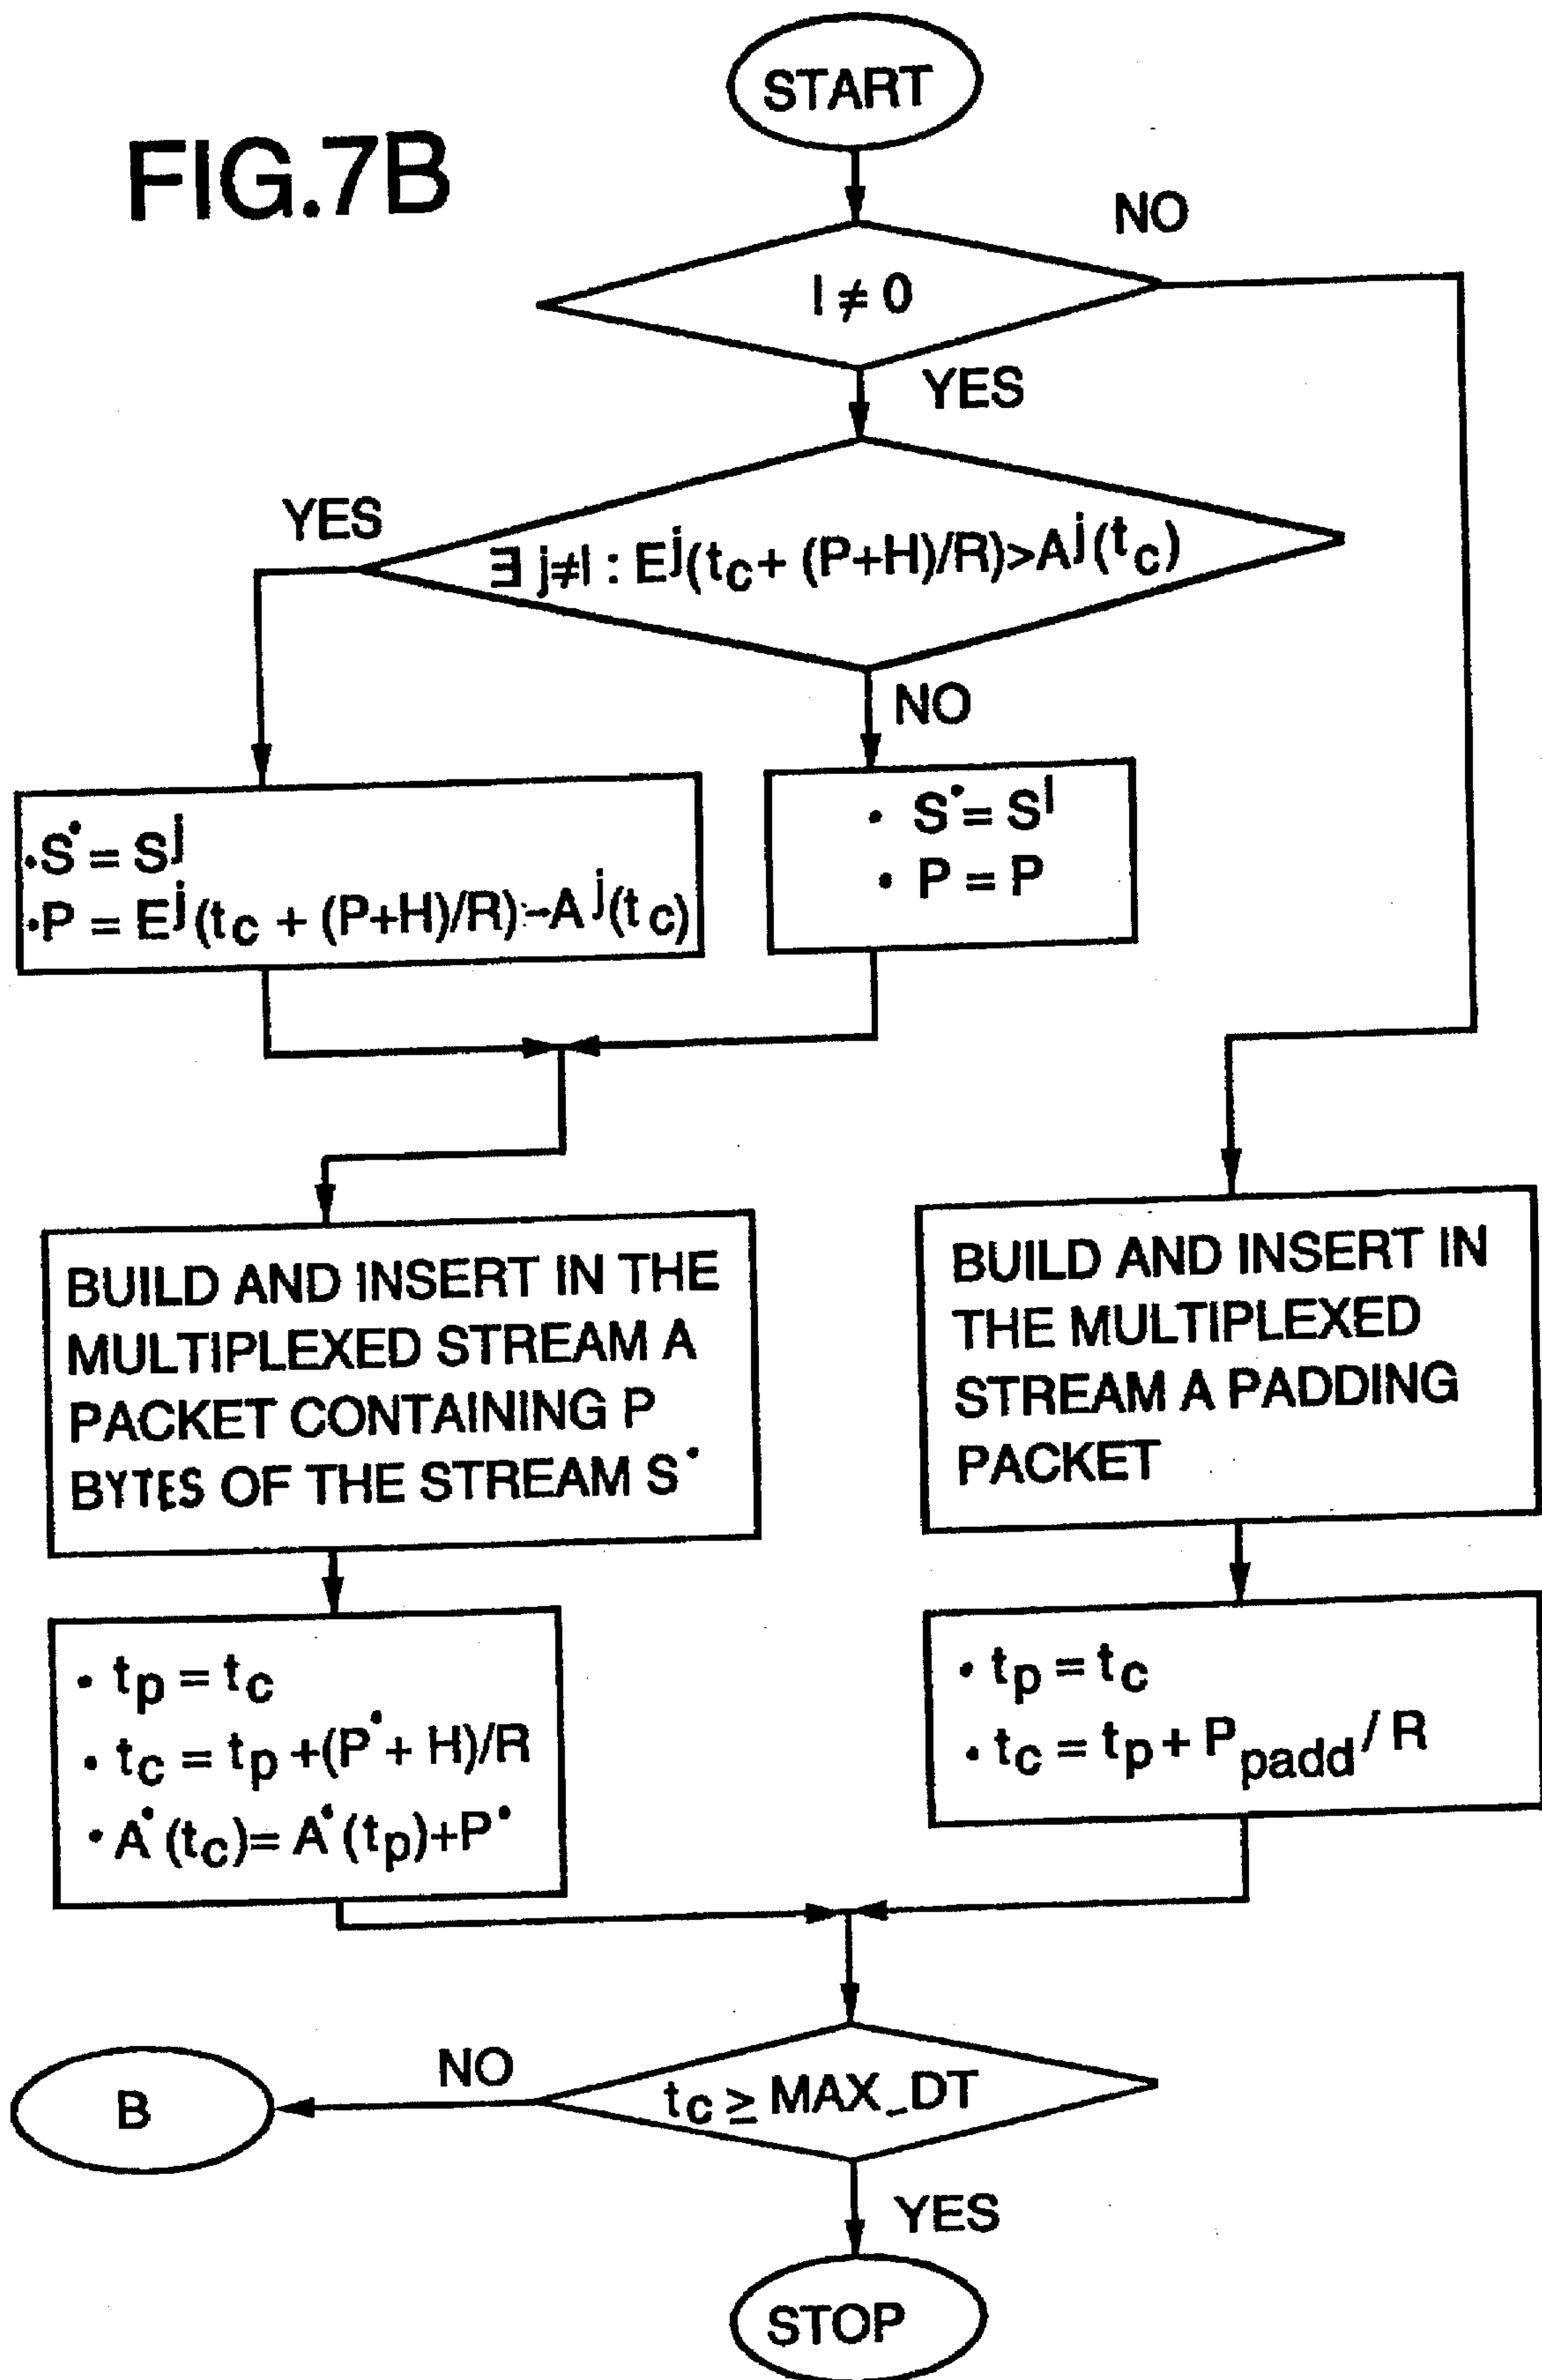 FIG.7B
START
I ≠ 0
NO
YES
∃ j≠I : E^j(t_c + (P+H)/R)>A^j(t_c)
YES
NO
•S• = S^j
•P = E^j(t_c + (P+H)/R)-A^j(t_c)
• S• = S^I
• P = P
BUILD AND INSERT IN THE
MULTIPLEXED STREAM A
PACKET CONTAINING P
BYTES OF THE STREAM S•
BUILD AND INSERT IN
THE MULTIPLEXED
STREAM A PADDING
PACKET
• t_p = t_c
• t_c = t_p +(P•+ H)/R
• A•(t_c)= A•(t_p)+P•
• t_p = t_c
• t_c = t_p + P_padd / R
t_c ≥ MAX_DT
NO
B
YES
STOP